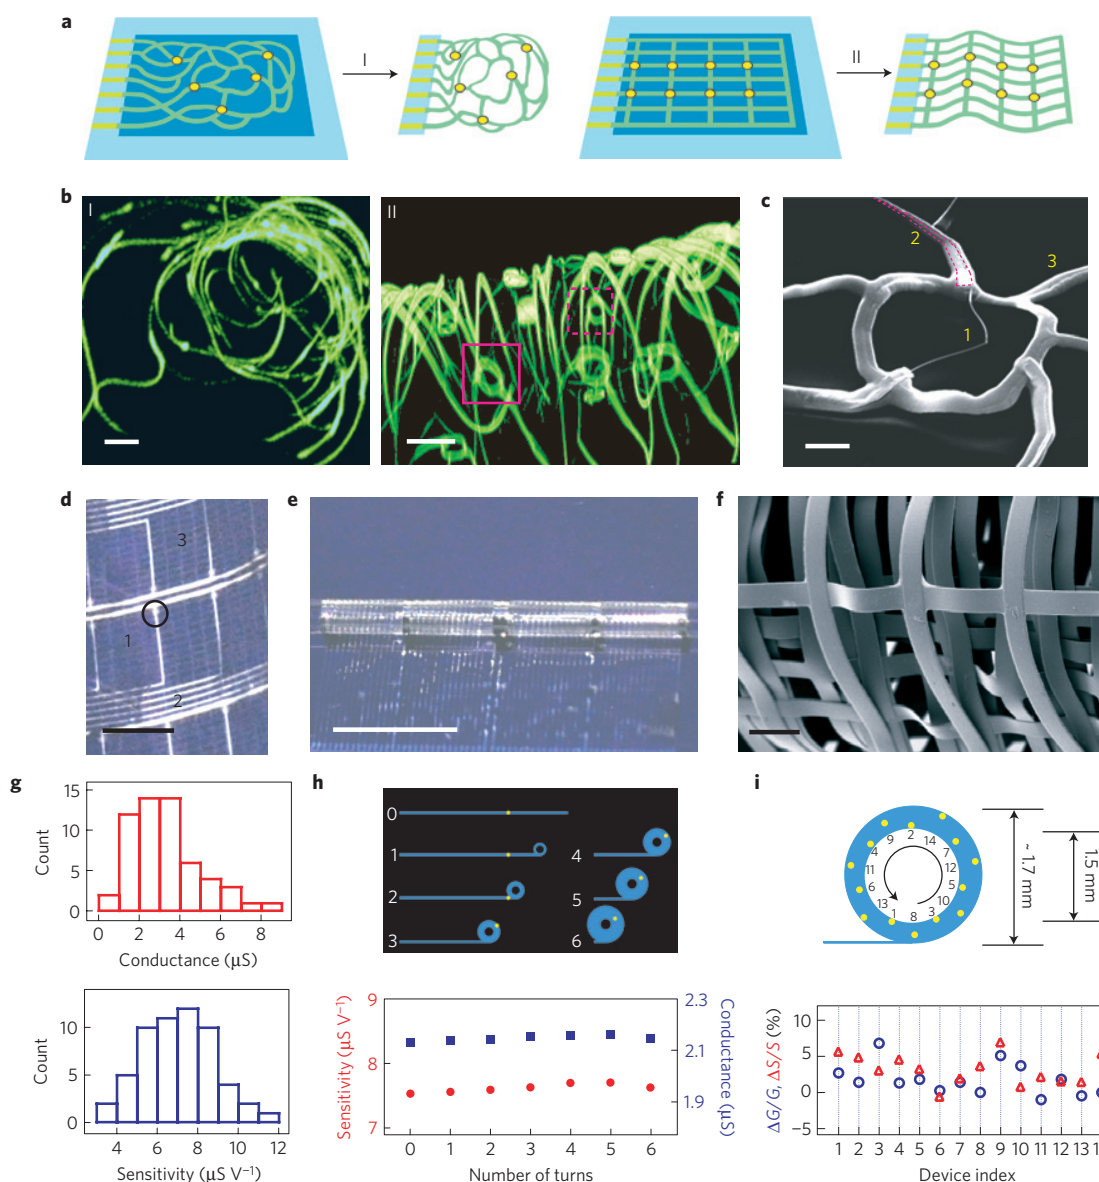 a
I
II
b
I
II
c
2
3
1
d
3
1
2
e
f
g
15
10
5
0
Count
0 2 4 6 8
Conductance (µS)
10
5
0
Count
4 6 8 10 12
Sensitivity (µS V⁻¹)
h
0
1
2
3
4
5
6
9
8
7
Sensitivity (µS V⁻¹)
2.3
2.1
1.9
Conductance (µS)
0 1 2 3 4 5 6
Number of turns
i
9 2 14
4 7
11 12
6 5
13 10
1 8 3
~ 1.7 mm
1.5 mm
10
5
0
−5
ΔG/G, ΔS/S (%)
1 2 3 4 5 6 7 8 9 10 11 12 13
Device index